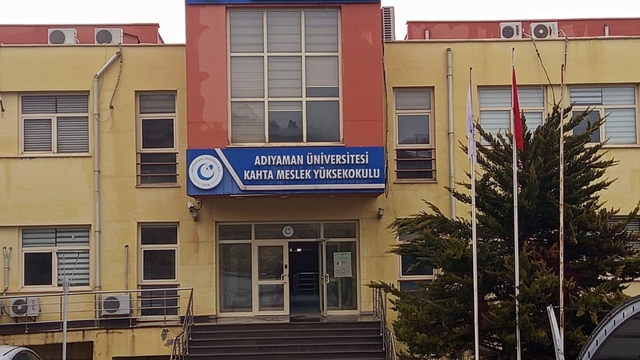 ADIYAMAN ÜNİVERSİTESİ
KAHTA MESLEK YÜKSEKOKULU